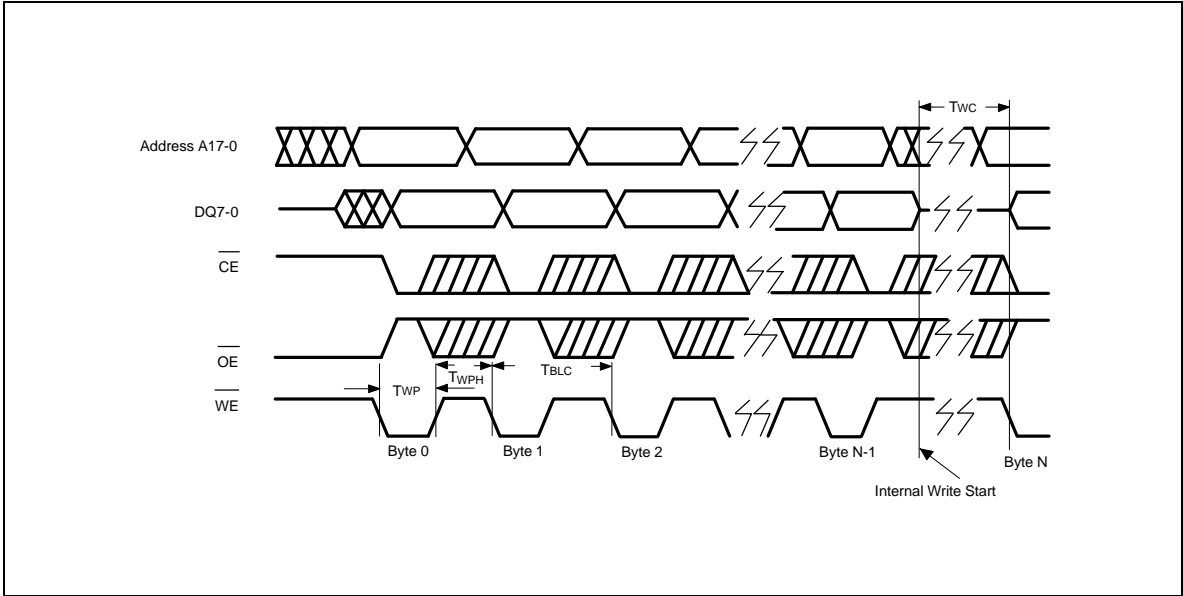 TWC
Address A17-0
DQ7-0
CE
OE
TWP
TWPH
TBLC
WE
Byte 0
Byte 1
Byte 2
Byte N-1
Byte N
Internal Write Start